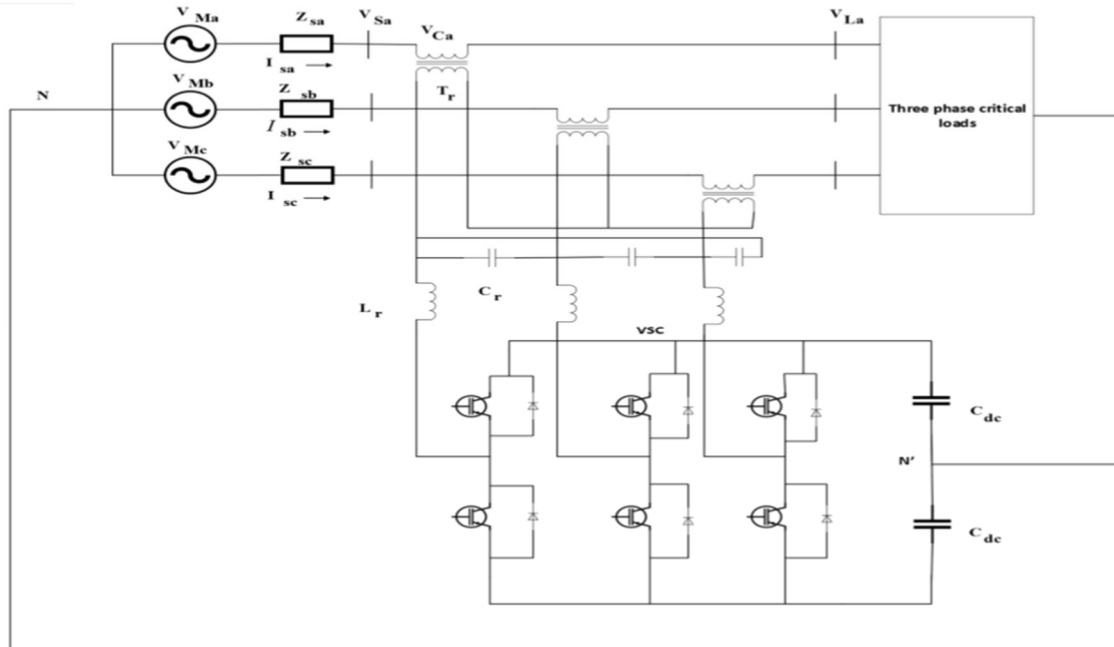 V Ma
Z sa
V Sa
V Ca
V La
I sa
T r
N
V Mb
Z sb
I sb
Three phase critical
loads
V Mc
Z sc
I sc
L r
C r
VSC
C dc
N'
C dc